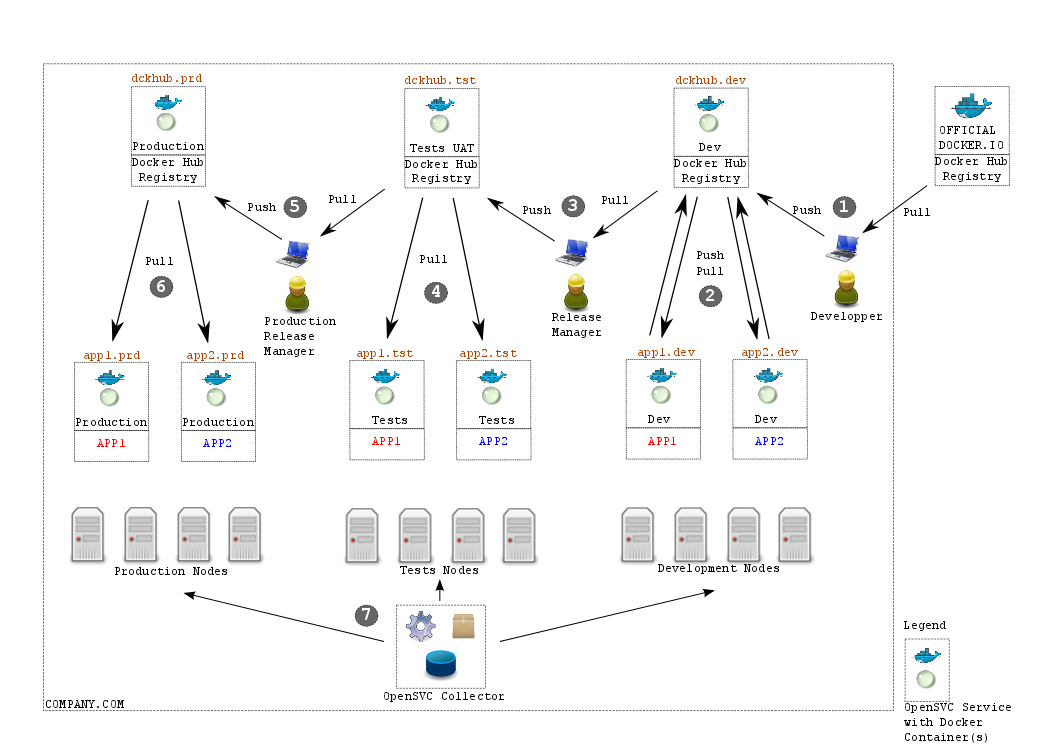 dckhub.prd
dckhub.tst
dckhub.dev
Production
Docker Hub
Registry
Tests UAT
Docker Hub
Registry
Dev
Docker Hub
Registry
OFFICIAL
DOCKER.IO
Docker Hub
Registry
Push
5
Pull
Push
3
Pull
Push
1
Pull
Pull
6
Pull
4
Push
Pull
2
Production
Release
Manager
Release
Manager
Developper
app1.prd
app2.prd
app1.tst
app2.tst
app1.dev
app2.dev
Production
APP1
Production
APP2
Tests
APP1
Tests
APP2
Dev
APP1
Dev
APP2
Production Nodes
Tests Nodes
Development Nodes
7
OpenSVC Collector
COMPANY.COM
Legend
OpenSVC Service
with Docker
Container(s)